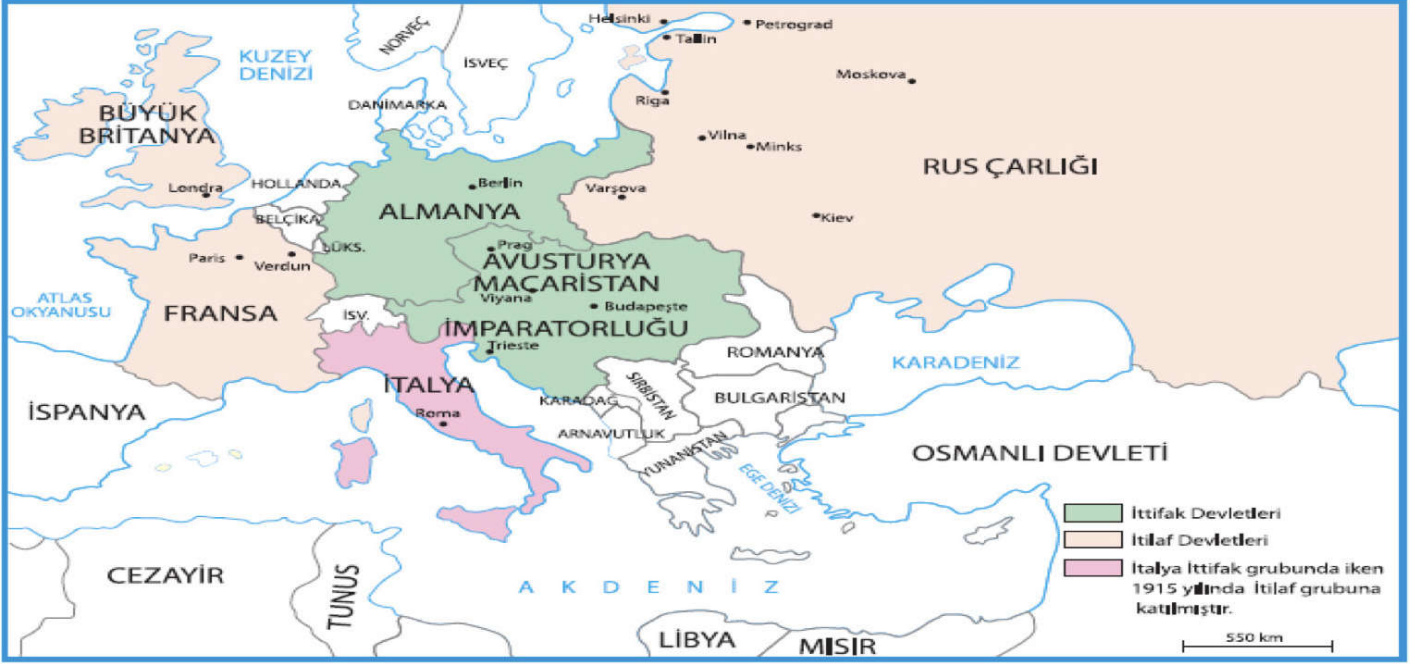 Helsinki
Petrograd
NORVEÇ
Tallin
KUZEY
DENİZİ
İSVEÇ
Moskova
Riga
DANİMARKA
BÜYÜK
BRİTANYA
Vilna
Minks
RUS ÇARLIĞI
Londra
HOLLANDA
Berlin
Varşova
ALMANYA
BELÇİKA
Kiev
LÜKS.
Prag
Paris
Verdun
AVUSTURYA
MACARİSTAN
Viyana
Budapeşte
İMPARATORLUĞU
ATLAS
OKYANUSU
FRANSA
İSV.
Trieste
ROMANYA
KARADENİZ
İTALYA
SIRBİSTAN
KARADAG
BULGARİSTAN
İSPANYA
Roma
ARNAVUTLUK
YUNANİSTAN
OSMANLI DEVLETİ
EGE DENİZİ
İttifak Devletleri
İtilaf Devletleri
İtalya İttifak grubunda iken
1915 yılında İtilaf grubuna
katılmıştır.
CEZAYİR
TUNUS
AKDENİZ
LİBYA
MISIR
550 km